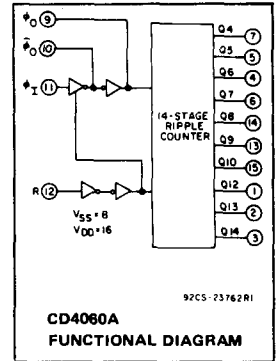 ϕO 9
ϕ̄O 10
ϕI 11
R 12
VSS = 8
VDD = 16
14-STAGE
RIPPLE
COUNTER
Q4 7
Q5 5
Q6 4
Q7 6
Q8 14
Q9 13
Q10 15
Q12 1
Q13 2
Q14 3
92CS-23762R1
CD4060A
FUNCTIONAL DIAGRAM